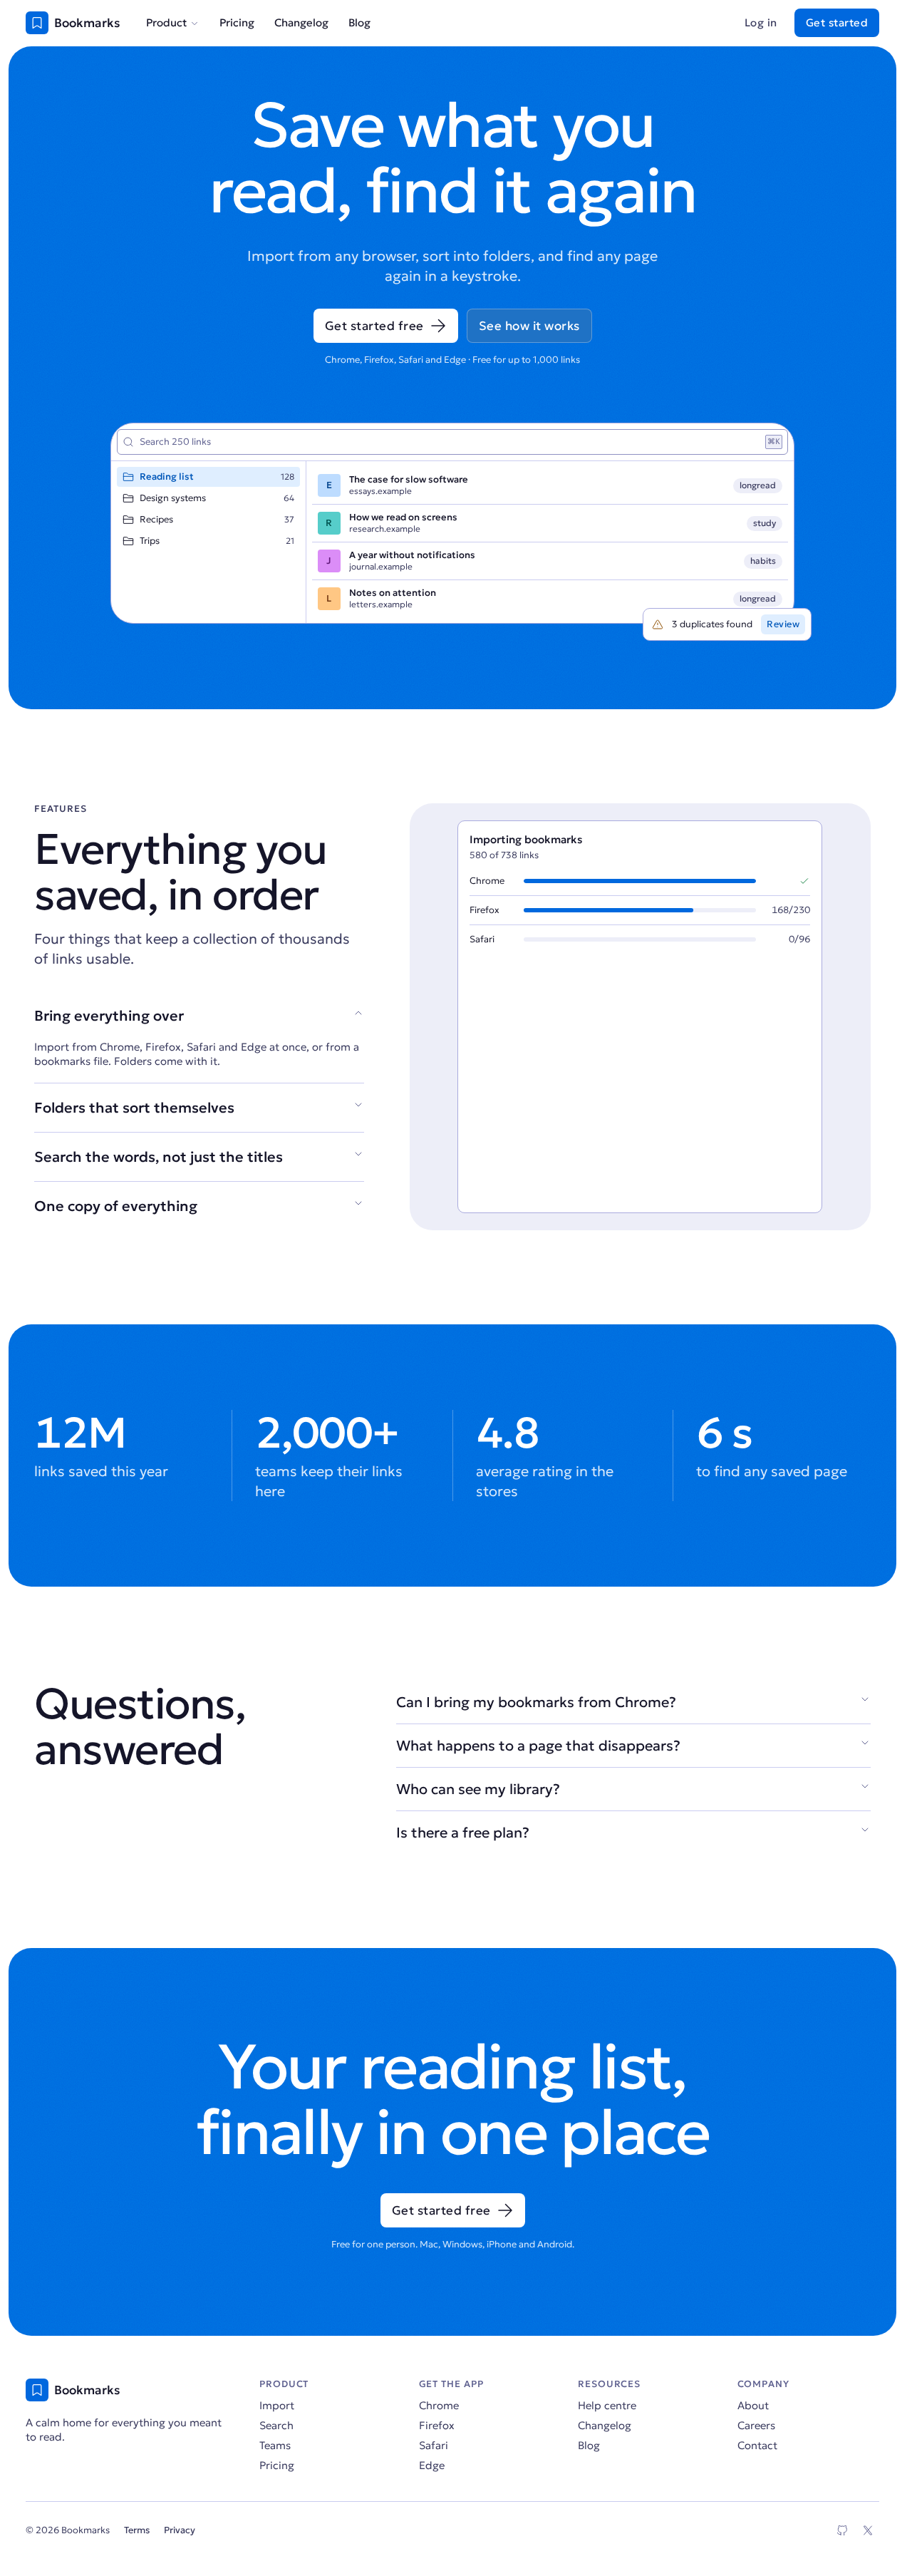 Bookmarks Product Pricing Changelog Blog Log in Get started
Save what you
read, find it again
Import from any browser, sort into folders, and find any page
again in a keystroke.
Get started free See how it works
Chrome, Firefox, Safari and Edge · Free for up to 1,000 links
Search 250 links ⌘K
Reading list 128
Design systems 64
Recipes 37
Trips 21
E The case for slow software
essays.example
longread
R How we read on screens
research.example
study
J A year without notifications
journal.example
habits
L Notes on attention
letters.example
longread
3 duplicates found Review
FEATURES
Everything you
saved, in order
Four things that keep a collection of thousands
of links usable.
Bring everything over
Import from Chrome, Firefox, Safari and Edge at once, or from a
bookmarks file. Folders come with it.
Folders that sort themselves
Search the words, not just the titles
One copy of everything
Importing bookmarks
580 of 738 links
Chrome
Firefox 168/230
Safari 0/96
12M
links saved this year
2,000+
teams keep their links
here
4.8
average rating in the
stores
6 s
to find any saved page
Questions,
answered
Can I bring my bookmarks from Chrome?
What happens to a page that disappears?
Who can see my library?
Is there a free plan?
Your reading list,
finally in one place
Get started free
Free for one person. Mac, Windows, iPhone and Android.
Bookmarks
A calm home for everything you meant
to read.
PRODUCT
Import
Search
Teams
Pricing
GET THE APP
Chrome
Firefox
Safari
Edge
RESOURCES
Help centre
Changelog
Blog
COMPANY
About
Careers
Contact
© 2026 Bookmarks Terms Privacy